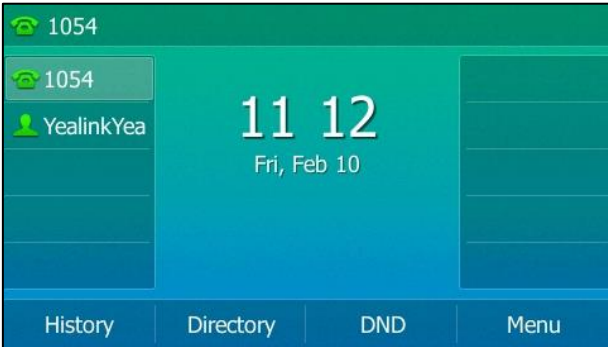 1054
1054
YealinkYea
11 12
Fri, Feb 10
History Directory DND Menu